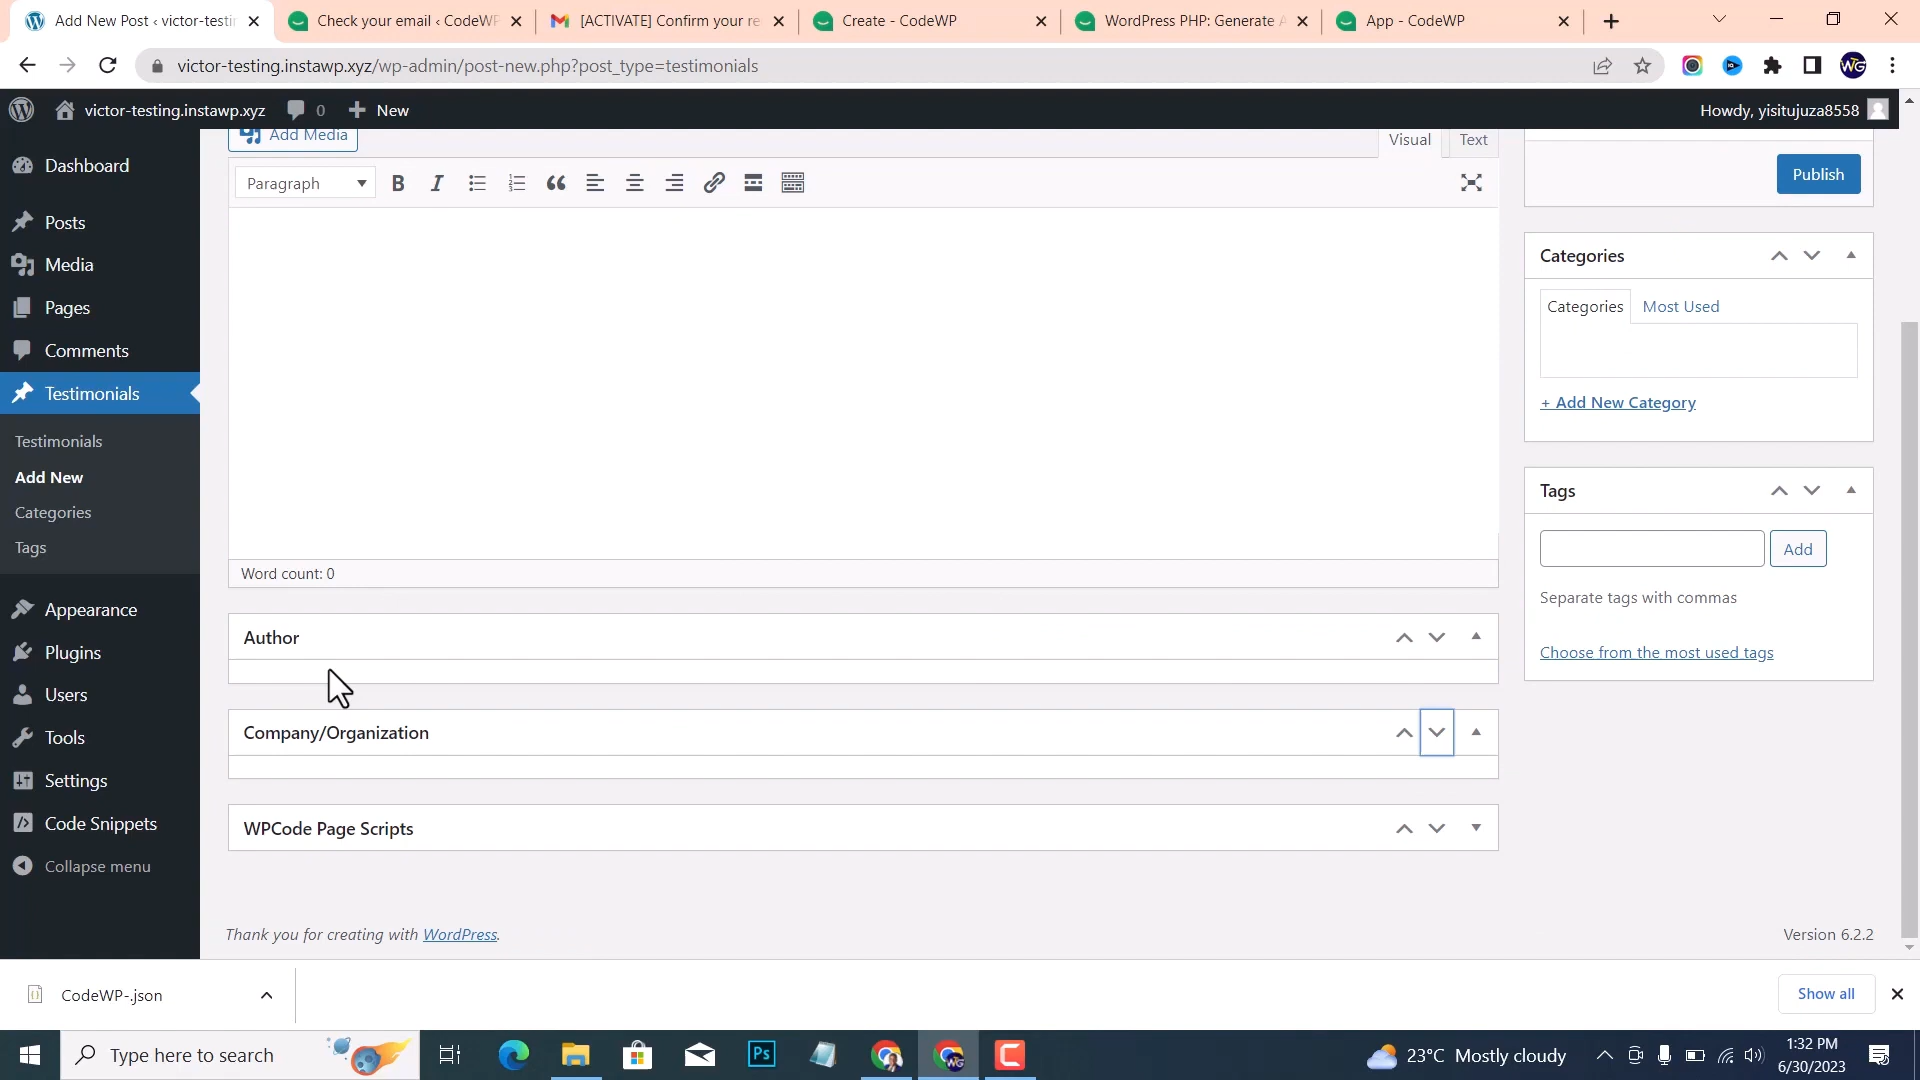 Add New Post ‹ victor-testin
Check your email ‹ CodeWP
[ACTIVATE] Confirm your re
Create - CodeWP
WordPress PHP: Generate A
App - CodeWP
victor-testing.instawp.xyz/wp-admin/post-new.php?post_type=testimonials
victor-testing.instawp.xyz
0
New
Howdy, yisitujuza8558
Dashboard
Posts
Media
Pages
Comments
Testimonials
Testimonials
Add New
Categories
Tags
Appearance
Plugins
Users
Tools
Settings
Code Snippets
Collapse menu
Add Media
Visual
Text
Paragraph
Word count: 0
Author
Company/Organization
WPCode Page Scripts
Thank you for creating with WordPress.
Version 6.2.2
Publish
Categories
Categories
Most Used
+ Add New Category
Tags
Add
Separate tags with commas
Choose from the most used tags
CodeWP-.json
Show all
Type here to search
Ps
23°C Mostly cloudy
1:32 PM
6/30/2023